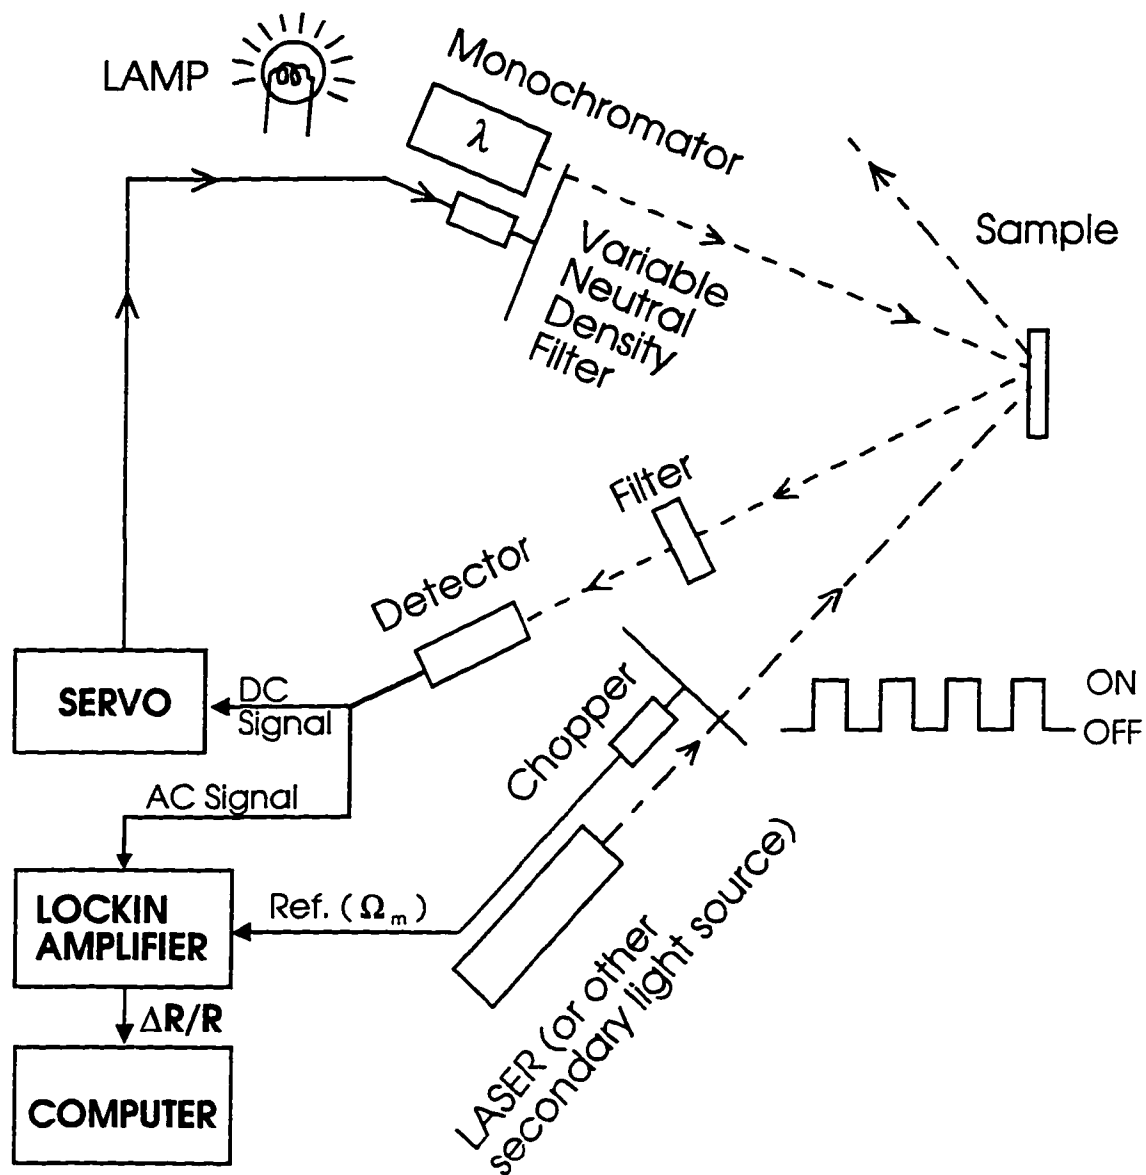 LAMP
Monochromator
λ
Variable
Neutral
Density
Filter
Sample
Filter
Detector
SERVO
DC
Signal
AC Signal
Chopper
ON
OFF
LOCKIN
AMPLIFIER
Ref. (Ωm)
LASER (or other
secondary light source)
ΔR/R
COMPUTER